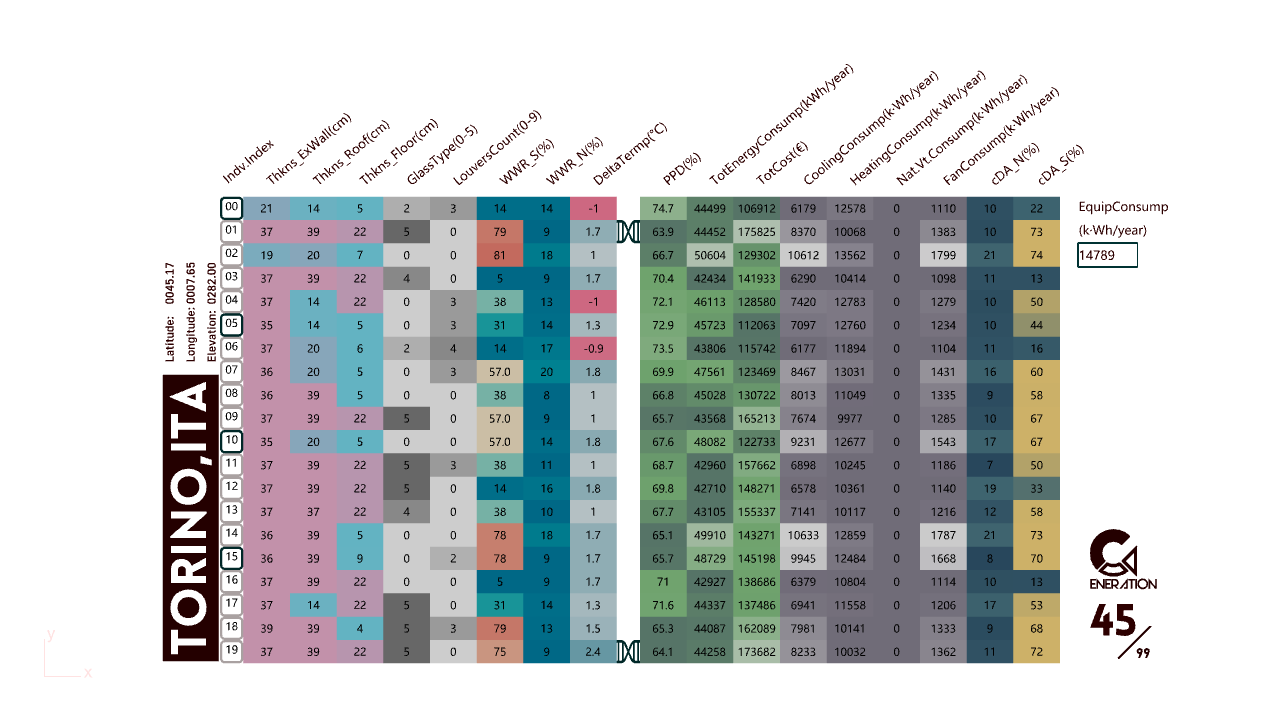 Indv.Index Thkns_ExWall(cm) Thkns_Roof(cm) Thkns_Floor(cm) GlassType(0-5) LouversCount(0-9) WWR_S(%) WWR_N(%) DeltaTermp(°C) PPD(%) TotEnergyConsump(kWh/year) TotCost(€) CoolingConsump(k·Wh/year) HeatingConsump(k·Wh/year) Nat.Vt.Consump(k·Wh/year) FanConsump(k·Wh/year) cDA_N(%) cDA_S(%)
00 21 14 5 2 3 14 14 -1 74.7 44499 106912 6179 12578 0 1110 10 22
01 37 39 22 5 0 79 9 1.7 63.9 44452 175825 8370 10068 0 1383 10 73
02 19 20 7 0 0 81 18 1 66.7 50604 129302 10612 13562 0 1799 21 74
03 37 39 22 4 0 5 9 1.7 70.4 42434 141933 6290 10414 0 1098 11 13
04 37 14 22 0 3 38 13 -1 72.1 46113 128580 7420 12783 0 1279 10 50
05 35 14 5 0 3 31 14 1.3 72.9 45723 112063 7097 12760 0 1234 10 44
06 37 20 6 2 4 14 17 -0.9 73.5 43806 115742 6177 11894 0 1104 11 16
07 36 20 5 0 3 57.0 20 1.8 69.9 47561 123469 8467 13031 0 1431 16 60
08 36 39 5 0 0 38 8 1 66.8 45028 130722 8013 11049 0 1335 9 58
09 37 39 22 5 0 57.0 9 1 65.7 43568 165213 7674 9977 0 1285 10 67
10 35 20 5 0 0 57.0 14 1.8 67.6 48082 122733 9231 12677 0 1543 17 67
11 37 39 22 5 3 38 11 1 68.7 42960 157662 6898 10245 0 1186 7 50
12 37 39 22 5 0 14 16 1.8 69.8 42710 148271 6578 10361 0 1140 19 33
13 37 37 22 4 0 38 10 1 67.7 43105 155337 7141 10117 0 1216 12 58
14 36 39 5 0 0 78 18 1.7 65.1 49910 143271 10633 12859 0 1787 21 73
15 36 39 9 0 2 78 9 1.7 65.7 48729 145198 9945 12484 0 1668 8 70
16 37 39 22 0 0 5 9 1.7 71 42927 138686 6379 10804 0 1114 10 13
17 37 14 22 5 0 31 14 1.3 71.6 44337 137486 6941 11558 0 1206 17 53
18 39 39 4 5 3 79 13 1.5 65.3 44087 162089 7981 10141 0 1333 9 68
19 37 39 22 5 0 75 9 2.4 64.1 44258 173682 8233 10032 0 1362 11 72
EquipConsump
(k·Wh/year)
14789
Latitude: 0045.17
Longitude: 0007.65
Elevation: 0282.00
TORINO,ITA
ENERATION
45/99
y
x